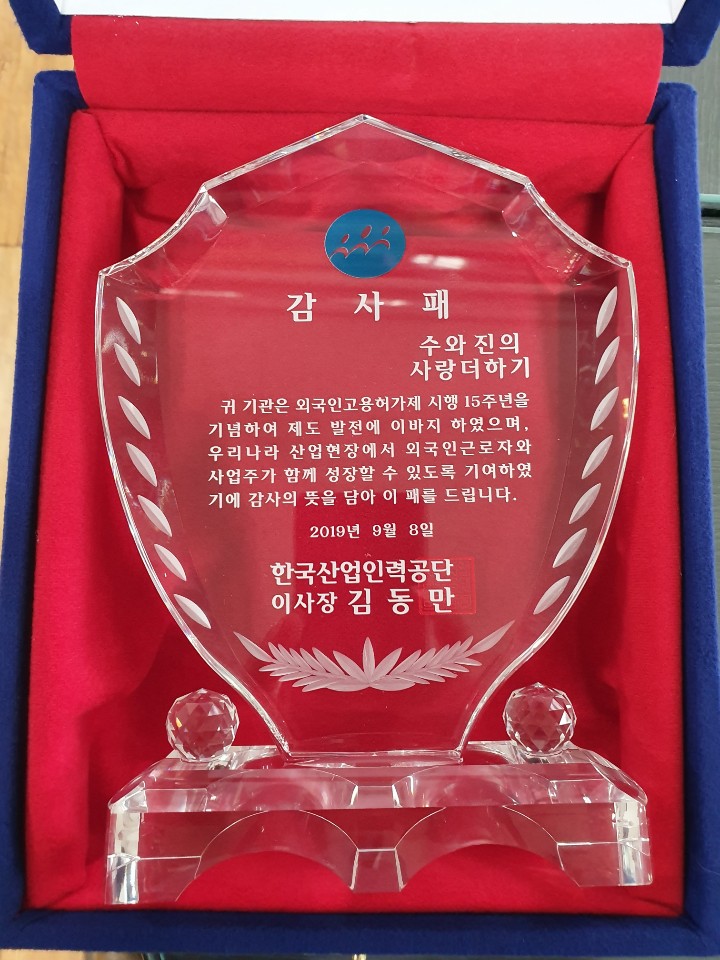 감 사 패
수와 진의
사랑더하기
귀 기관은 외국인고용허가제 시행 15주년을
기념하여 제도 발전에 이바지 하였으며,
우리나라 산업현장에서 외국인근로자와
사업주가 함께 성장할 수 있도록 기여하였
기에 감사의 뜻을 담아 이 패를 드립니다.
2019년 9월 8일
한국산업인력공단
이사장 김 동 만